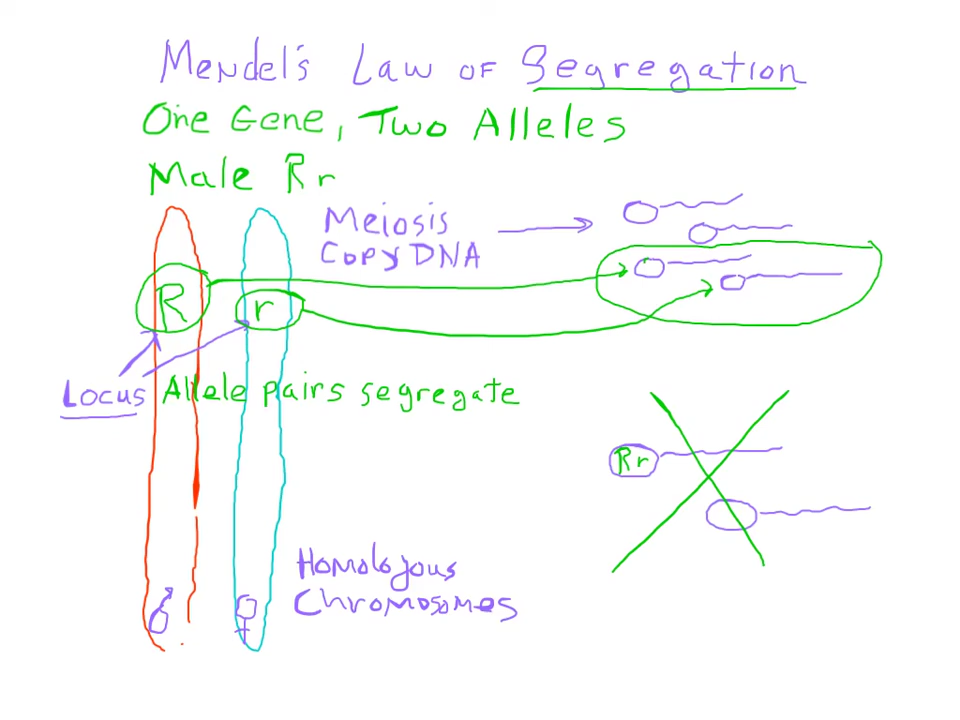 Mendel's Law of Segregation
One Gene, Two Alleles
Male Rr
Meiosis
Copy DNA
R r
Locus Allele pairs segregate
Rr
Homologous
Chromosomes